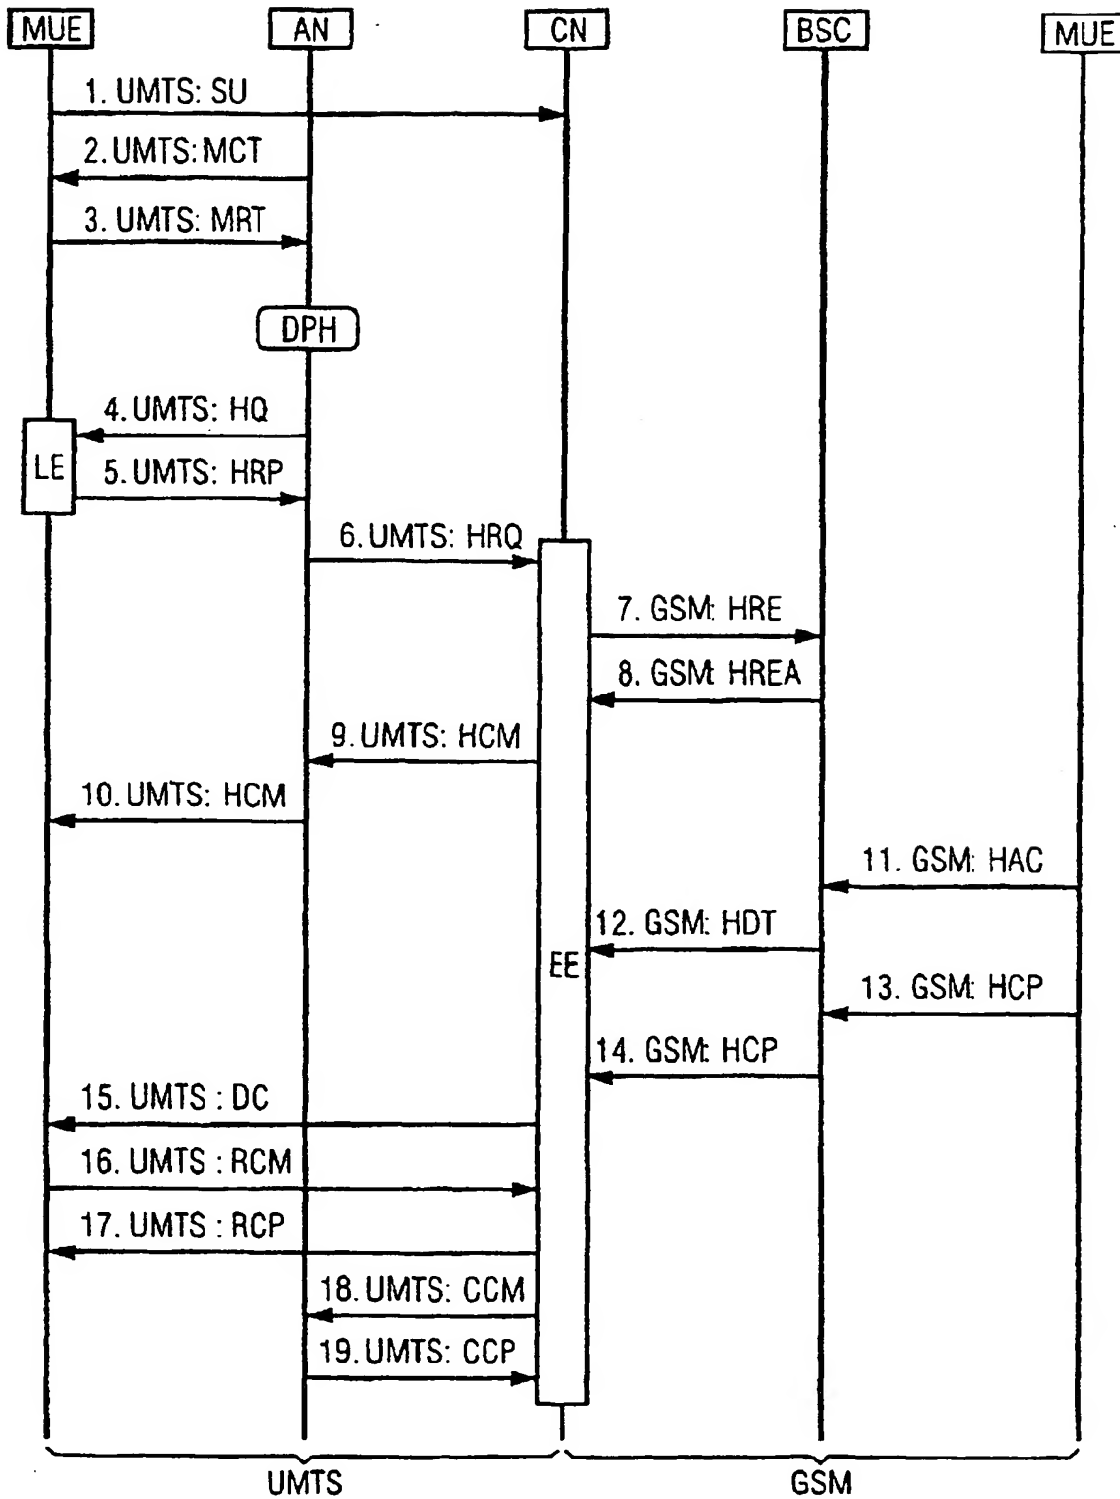 MUE
AN
CN
BSC
MUE
1. UMTS: SU
2. UMTS: MCT
3. UMTS: MRT
DPH
4. UMTS: HQ
LE
5. UMTS: HRP
6. UMTS: HRQ
7. GSM: HRE
8. GSM: HREA
9. UMTS: HCM
10. UMTS: HCM
11. GSM: HAC
12. GSM: HDT
EE
13. GSM: HCP
14. GSM: HCP
15. UMTS : DC
16. UMTS : RCM
17. UMTS : RCP
18. UMTS: CCM
19. UMTS: CCP
UMTS
GSM